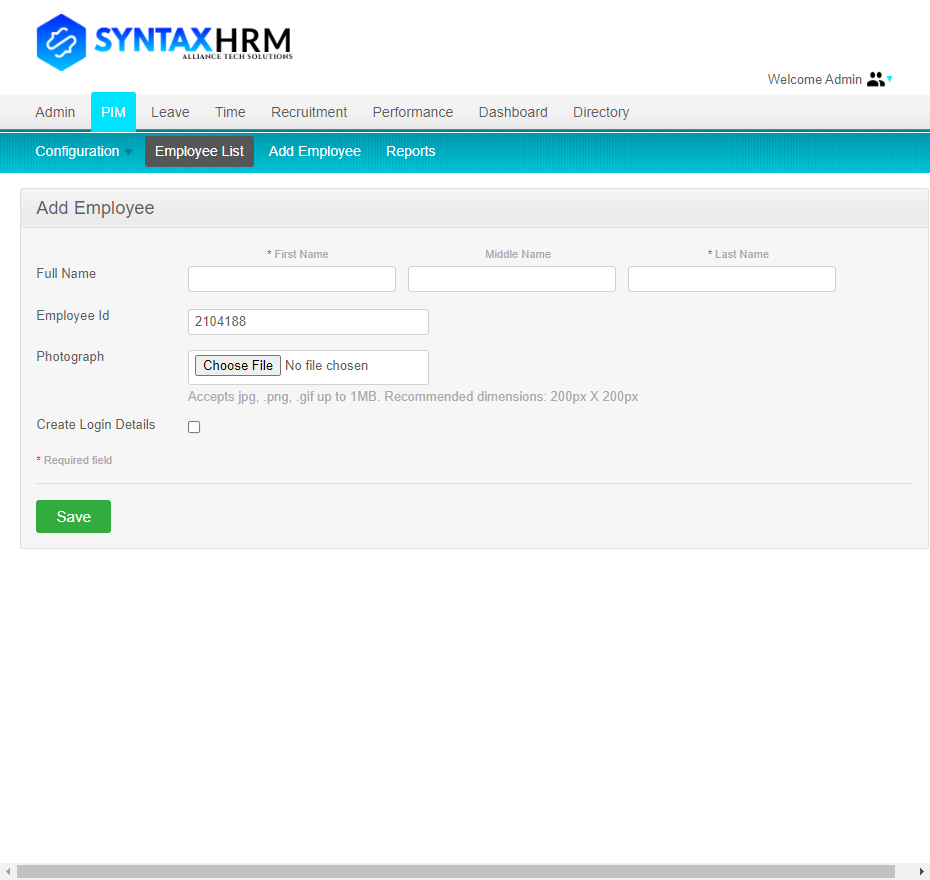 SYNTAXHRM
ALLIANCE TECH SOLUTIONS
Welcome Admin
Admin PIM Leave Time Recruitment Performance Dashboard Directory
Configuration Employee List Add Employee Reports
Add Employee
* First Name Middle Name * Last Name
Full Name
Employee Id 2104188
Photograph Choose File No file chosen
Accepts jpg, .png, .gif up to 1MB. Recommended dimensions: 200px X 200px
Create Login Details
* Required field
Save